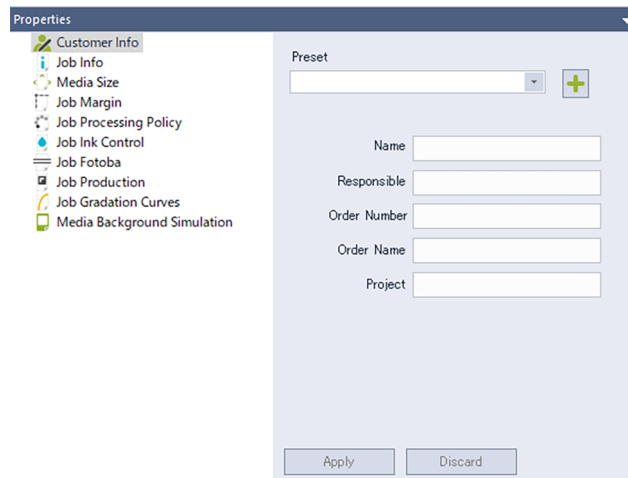 Properties
Customer Info
Job Info
Media Size
Job Margin
Job Processing Policy
Job Ink Control
Job Fotoba
Job Production
Job Gradation Curves
Media Background Simulation
Preset
Name
Responsible
Order Number
Order Name
Project
Apply
Discard